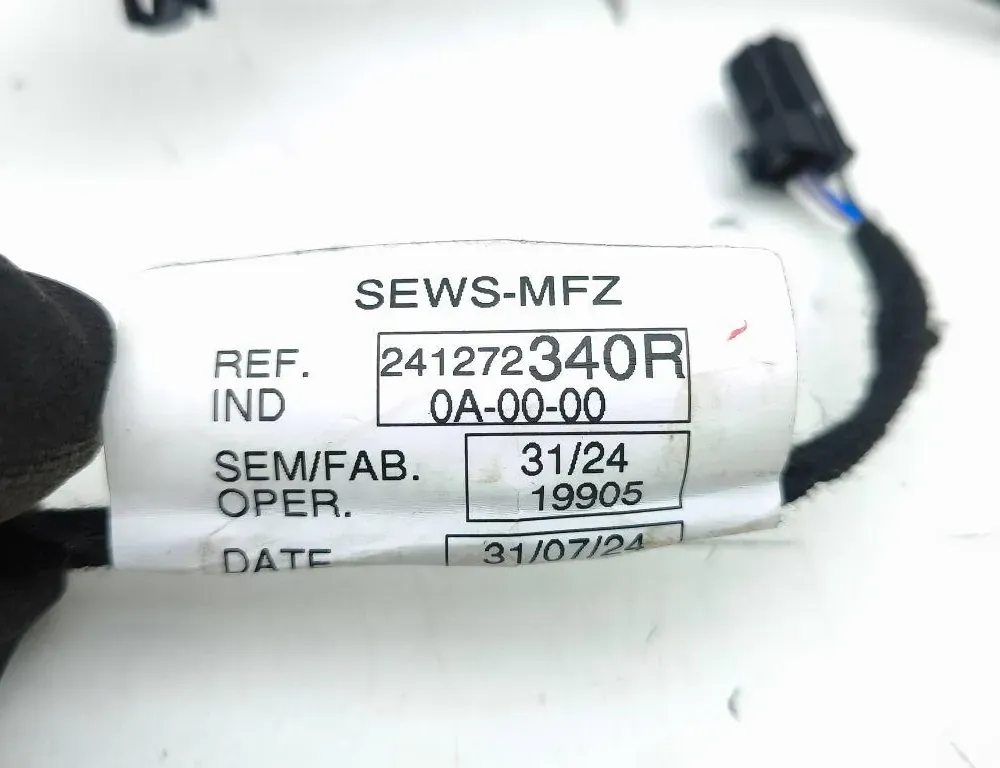 SEWS-MFZ
REF. 241272340R
IND 0A-00-00
SEM/FAB. 31/24
OPER. 19905
DATE 31/07/24